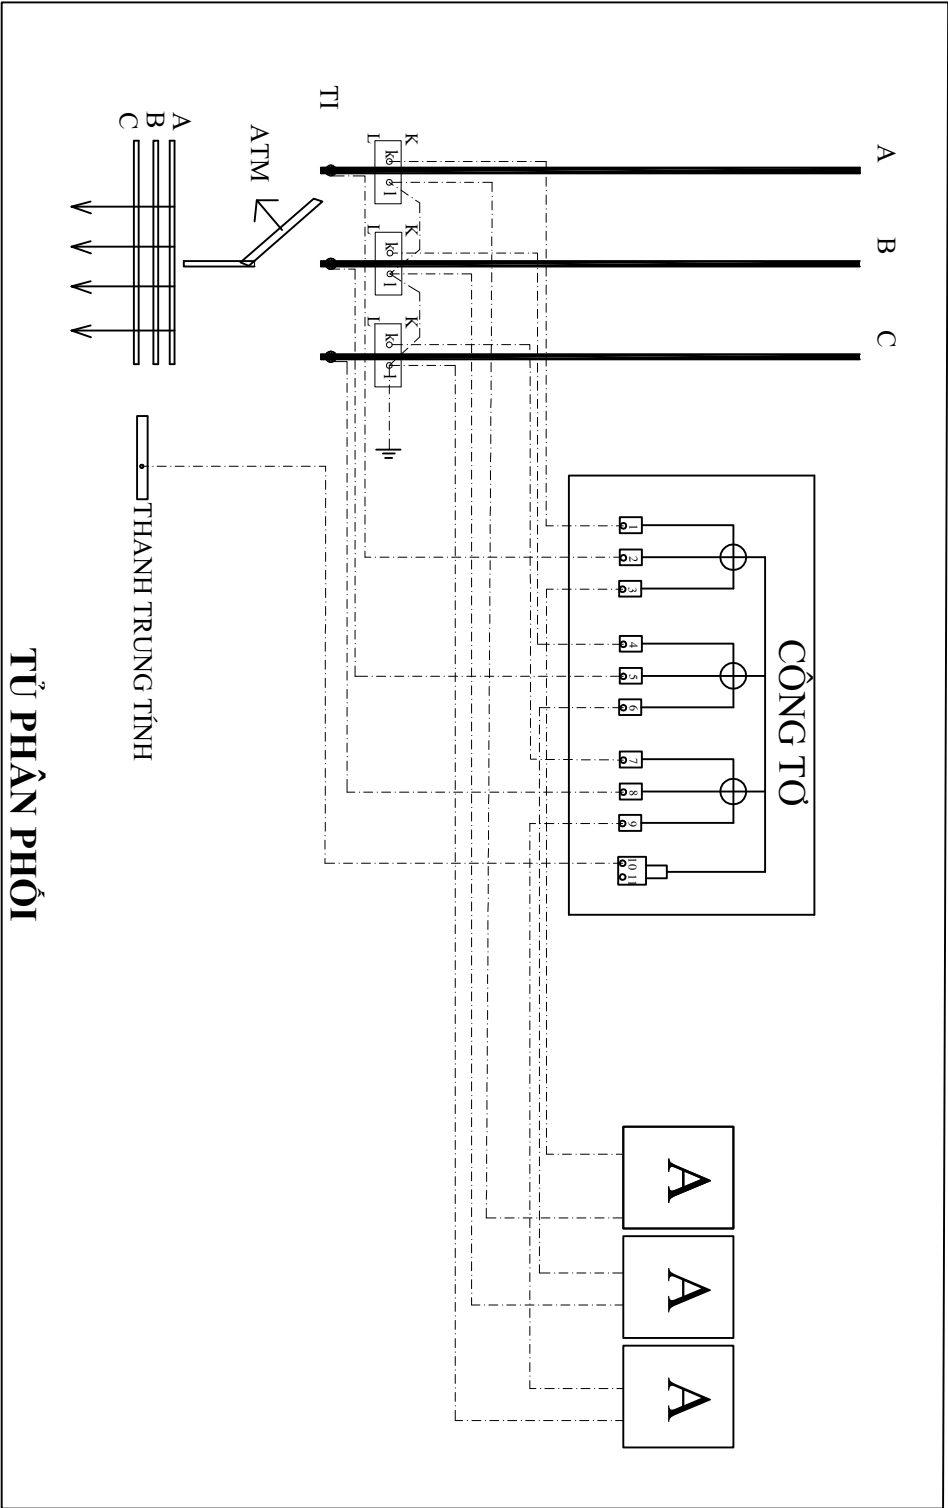 A
B
C
K
L
k
l
K
L
k
l
K
L
k
l
TI
ATM
A
B
C
THANH TRUNG TÍNH
CÔNG TƠ
1
2
3
4
5
6
7
8
9
10 11
A
A
A
TỦ PHÂN PHỐI